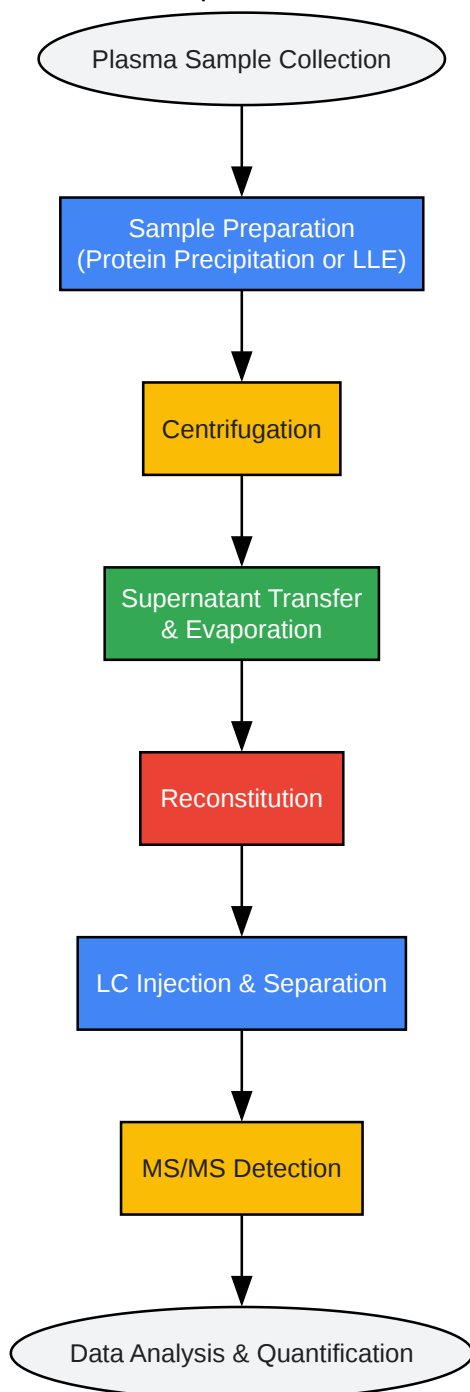 Plasma Sample Collection
Sample Preparation
(Protein Precipitation or LLE)
Centrifugation
Supernatant Transfer
& Evaporation
Reconstitution
LC Injection & Separation
MS/MS Detection
Data Analysis & Quantification